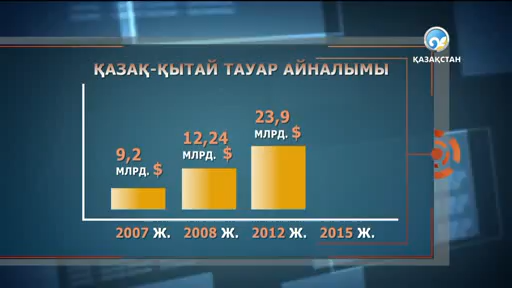 ҚАЗАҚСТАН
ҚАЗАҚ-ҚЫТАЙ ТАУАР АЙНАЛЫМЫ
9,2
МЛРД. $
12,24
МЛРД. $
23,9
МЛРД. $
2007 Ж. 2008 Ж. 2012 Ж. 2015 Ж.